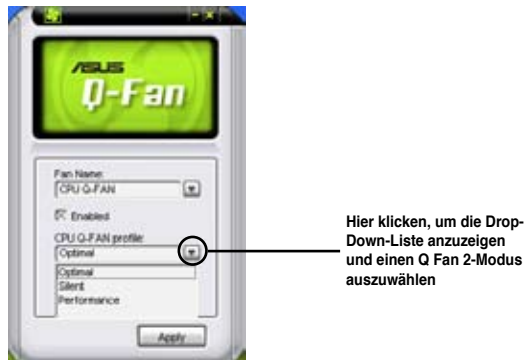 ASUS
Q-Fan
Fan Name:
CPU Q-FAN
Enabled
CPU Q-FAN profile:
Optimal
Optimal
Silent
Performance
Apply
Hier klicken, um die Drop-
Down-Liste anzuzeigen
und einen Q Fan 2-Modus
auszuwählen